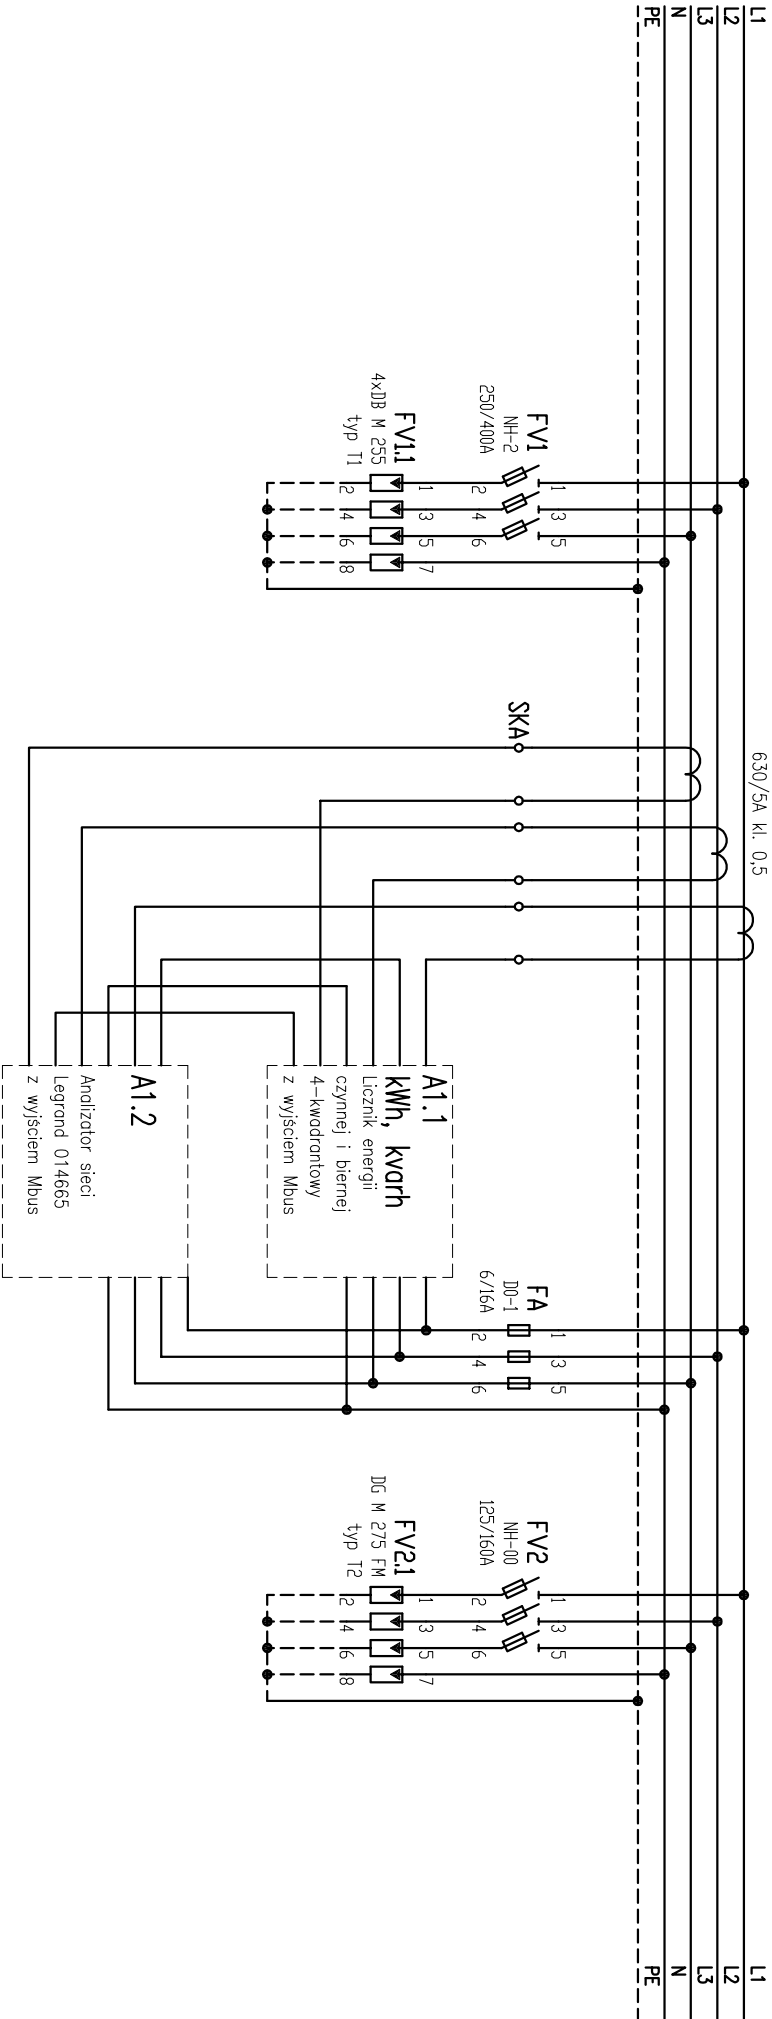 L1
L2
L3
N
PE
FV1
NH-2
250/400A
1
3
5
2
4
6
FV1.1
4xDB M 255
typ T1
1
3
5
7
2
4
6
8
630/5A kl. 0,5
SKA
A1.1
kWh, kvarh
Licznik energii
czynnej i biernej
4-kwadrantowy
z wyjściem Mbus
A1.2
Analizator sieci
Legrand 014665
z wyjściem Mbus
FA
D0-1
6/16A
1
3
5
2
4
6
FV2
NH-00
125/160A
1
3
5
2
4
6
FV2.1
DG M 275 FM
typ T2
1
3
5
7
2
4
6
8
L1
L2
L3
N
PE